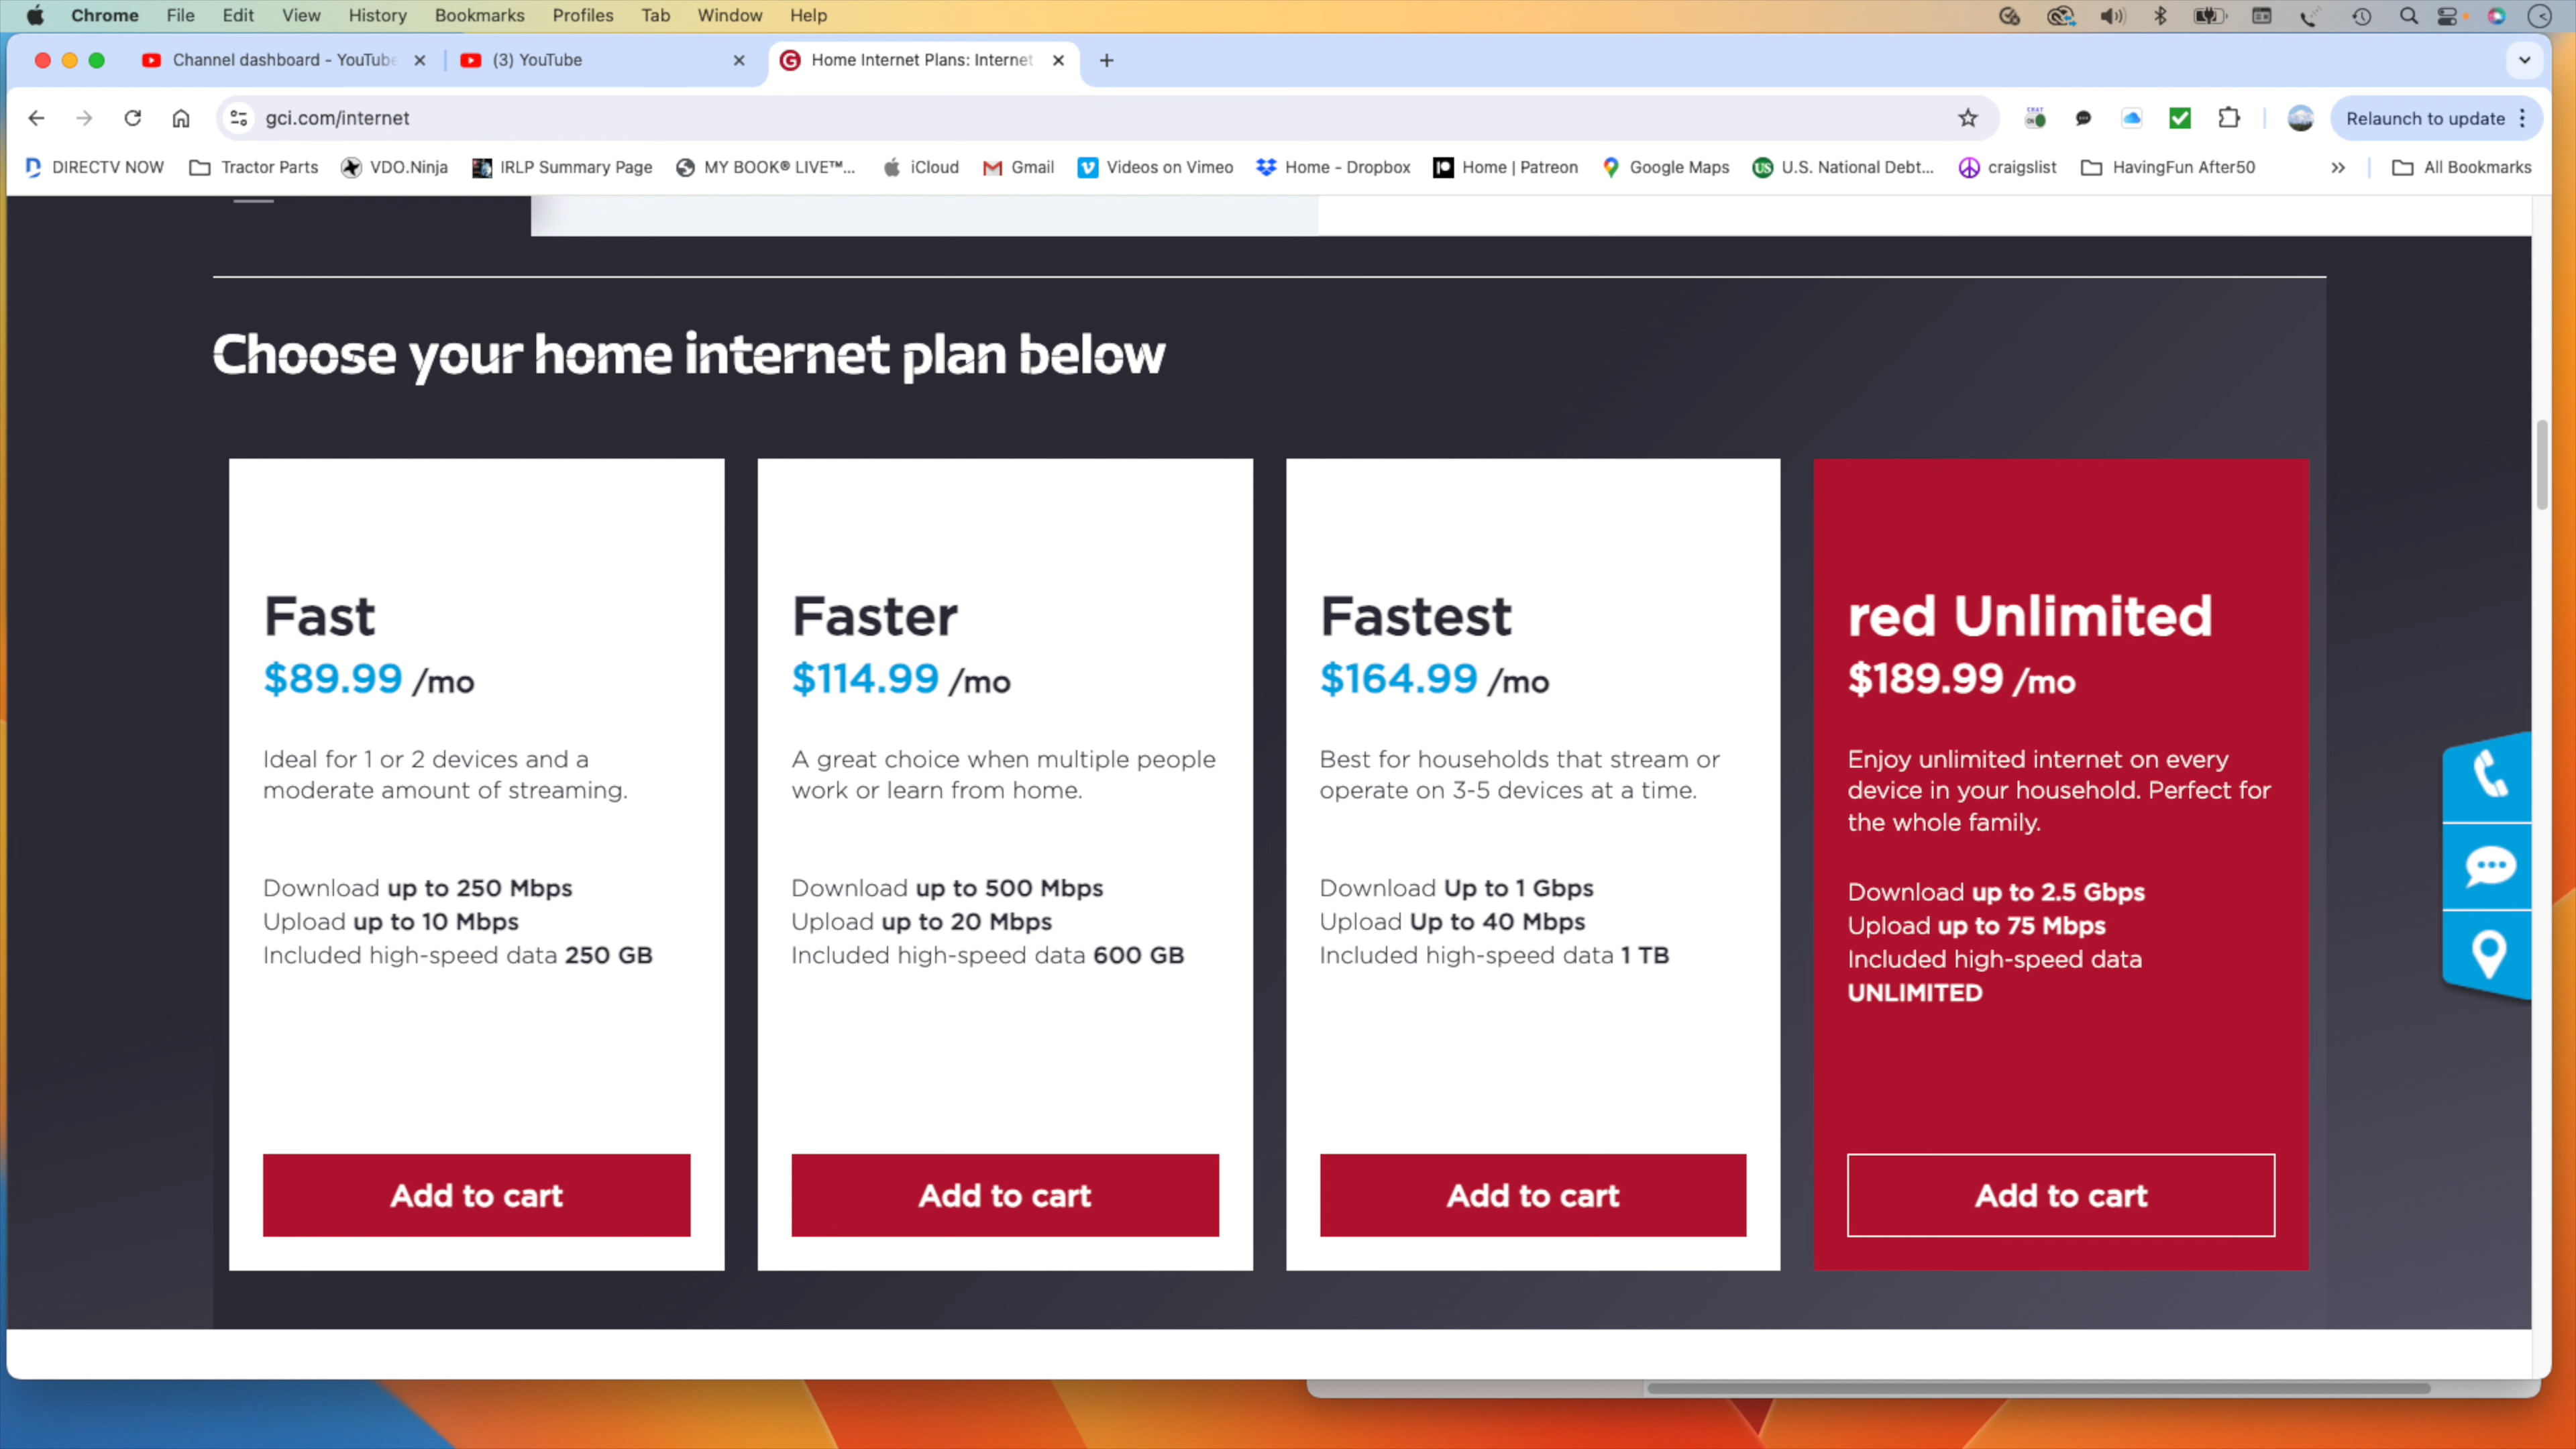 Chrome File Edit View History Bookmarks Profiles Tab Window Help
Channel dashboard - YouTube
(3) YouTube
Home Internet Plans: Internet
gci.com/internet
Relaunch to update
DIRECTV NOW
Tractor Parts
VDO.Ninja
IRLP Summary Page
MY BOOK® LIVE™...
iCloud
Gmail
Videos on Vimeo
Home - Dropbox
Home | Patreon
Google Maps
U.S. National Debt...
craigslist
HavingFun After50
All Bookmarks
Choose your home internet plan below
Fast
$89.99 /mo
Ideal for 1 or 2 devices and a
moderate amount of streaming.
Download up to 250 Mbps
Upload up to 10 Mbps
Included high-speed data 250 GB
Add to cart
Faster
$114.99 /mo
A great choice when multiple people
work or learn from home.
Download up to 500 Mbps
Upload up to 20 Mbps
Included high-speed data 600 GB
Add to cart
Fastest
$164.99 /mo
Best for households that stream or
operate on 3-5 devices at a time.
Download Up to 1 Gbps
Upload Up to 40 Mbps
Included high-speed data 1 TB
Add to cart
red Unlimited
$189.99 /mo
Enjoy unlimited internet on every
device in your household. Perfect for
the whole family.
Download up to 2.5 Gbps
Upload up to 75 Mbps
Included high-speed data
UNLIMITED
Add to cart